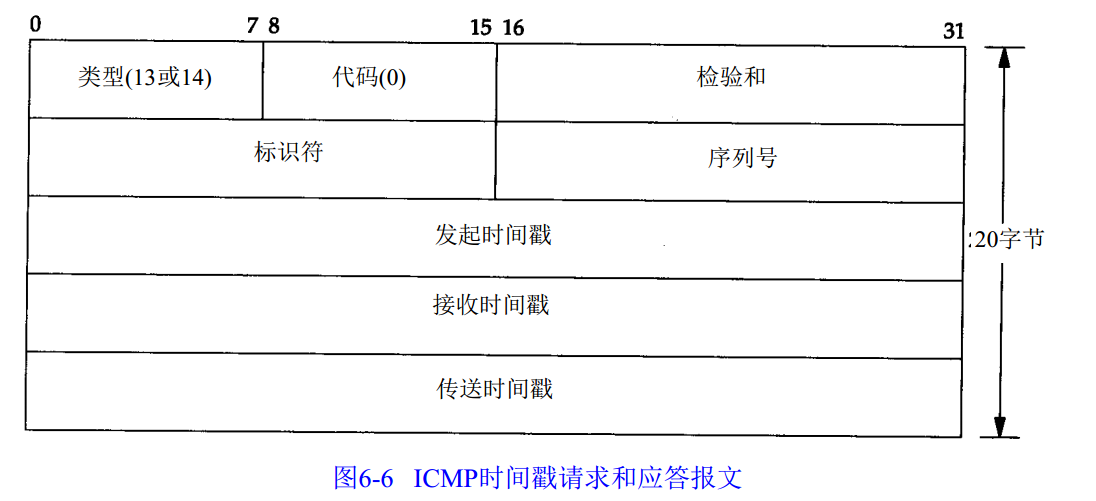 0 7 8 15 16 31
类型(13或14) 代码(0) 检验和
标识符 序列号
发起时间戳
20字节
接收时间戳
传送时间戳
图6-6 ICMP时间戳请求和应答报文